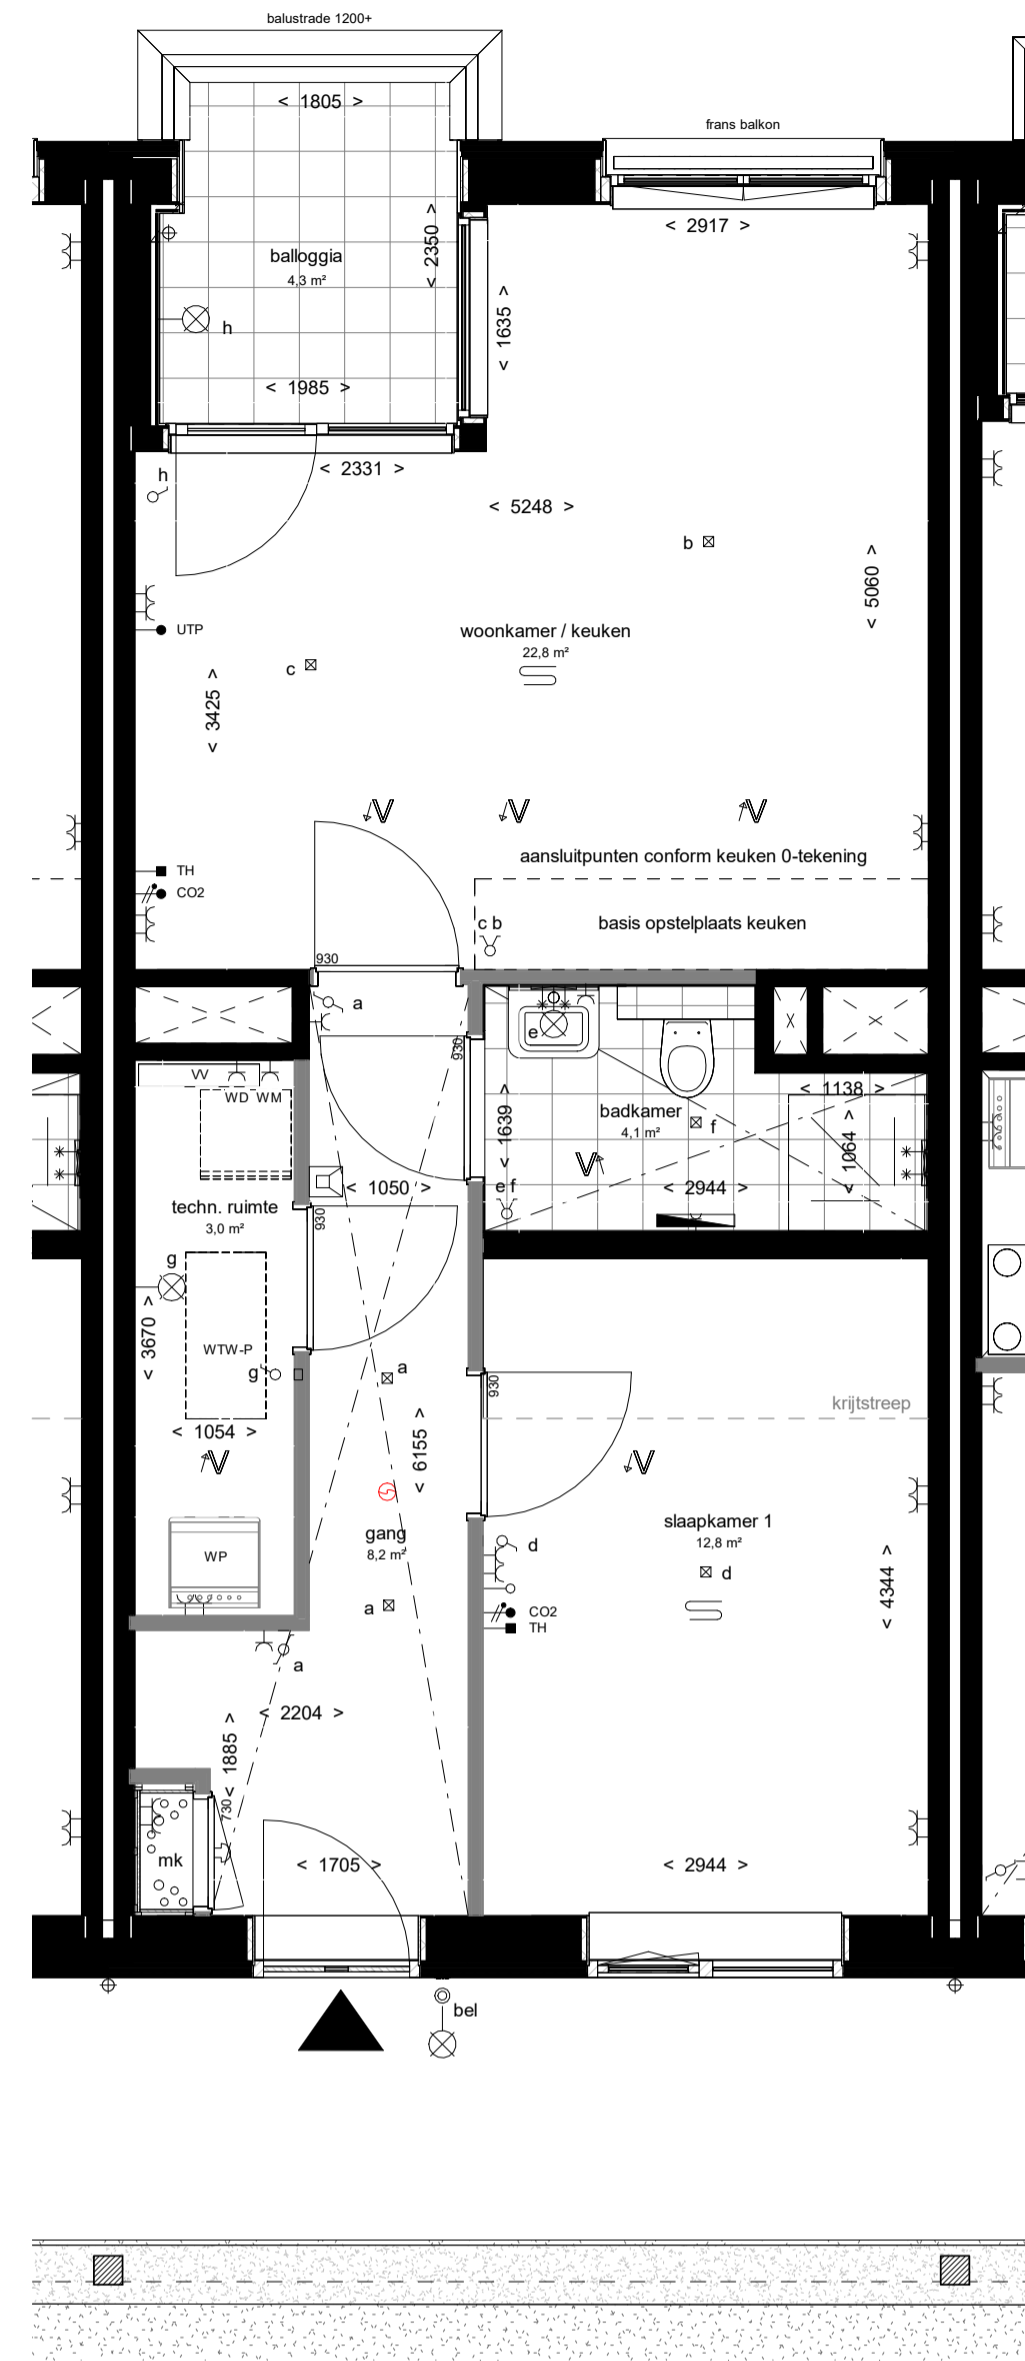 balustrade 1200+
< 1805 >
frans balkon
< 2917 >
< 2350 >
balloggia
4,3 m²
< 1635 >
h
< 1985 >
< 2331 >
h
< 5248 >
b
< 5060 >
UTP
woonkamer / keuken
22,8 m²
c
< 3425 >
V
V
V
aansluitpunten conform keuken 0-tekening
TH
CO2
c b
basis opstelplaats keuken
930
a
e
930
VV
WD WM
< 1138 >
< 1639 >
badkamer
4,1 m²
f
< 1064 >
V
< 1050 >
e f
< 2944 >
techn. ruimte
3,0 m²
930
g
< 3670 >
WTW-P
g
a
930
krijtstreep
< 1054 >
V
< 6155 >
V
gang
8,2 m²
slaapkamer 1
12,8 m²
d
WP
d
< 4344 >
a
CO2
TH
a
< 2204 >
< 1885 >
730
mk
< 1705 >
< 2944 >
bel